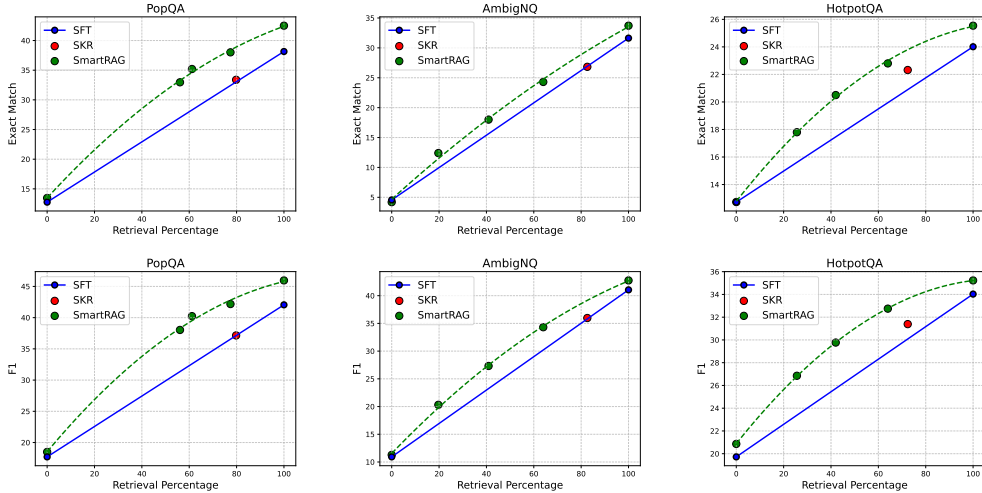 PopQA
AmbigNQ
HotpotQA
SFT
SKR
SmartRAG
SFT
SKR
SmartRAG
SFT
SKR
SmartRAG
Exact Match
40
35
30
25
20
15
Exact Match
35
30
25
20
15
10
5
Exact Match
26
24
22
20
18
16
14
0 20 40 60 80 100
0 20 40 60 80 100
0 20 40 60 80 100
Retrieval Percentage
Retrieval Percentage
Retrieval Percentage
PopQA
AmbigNQ
HotpotQA
SFT
SKR
SmartRAG
SFT
SKR
SmartRAG
SFT
SKR
SmartRAG
F1
45
40
35
30
25
20
F1
40
35
30
25
20
15
10
F1
36
34
32
30
28
26
24
22
20
0 20 40 60 80 100
0 20 40 60 80 100
0 20 40 60 80 100
Retrieval Percentage
Retrieval Percentage
Retrieval Percentage